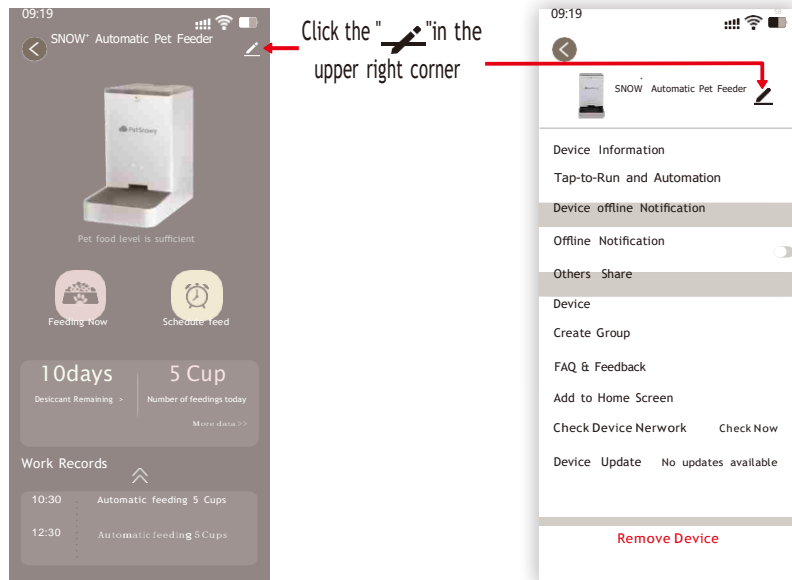 09:19
SNOW+ Automatic Pet Feeder
PetSnowy
Pet food level is sufficient
Feeding Now
Schedule feed
10days
5 Cup
Desiccant Remaining >
Number of feedings today
More data >>
Work Records
10:30 Automatic feeding 5 Cups
12:30 Automatic feeding 5 Cups
Click the " "in the
upper right corner
09:19
SNOW+ Automatic Pet Feeder
Device Information
Tap-to-Run and Automation
Device offline Notification
Offline Notification
Others Share
Device
Create Group
FAQ & Feedback
Add to Home Screen
Check Device Nerwork Check Now
Device Update No updates available
Remove Device